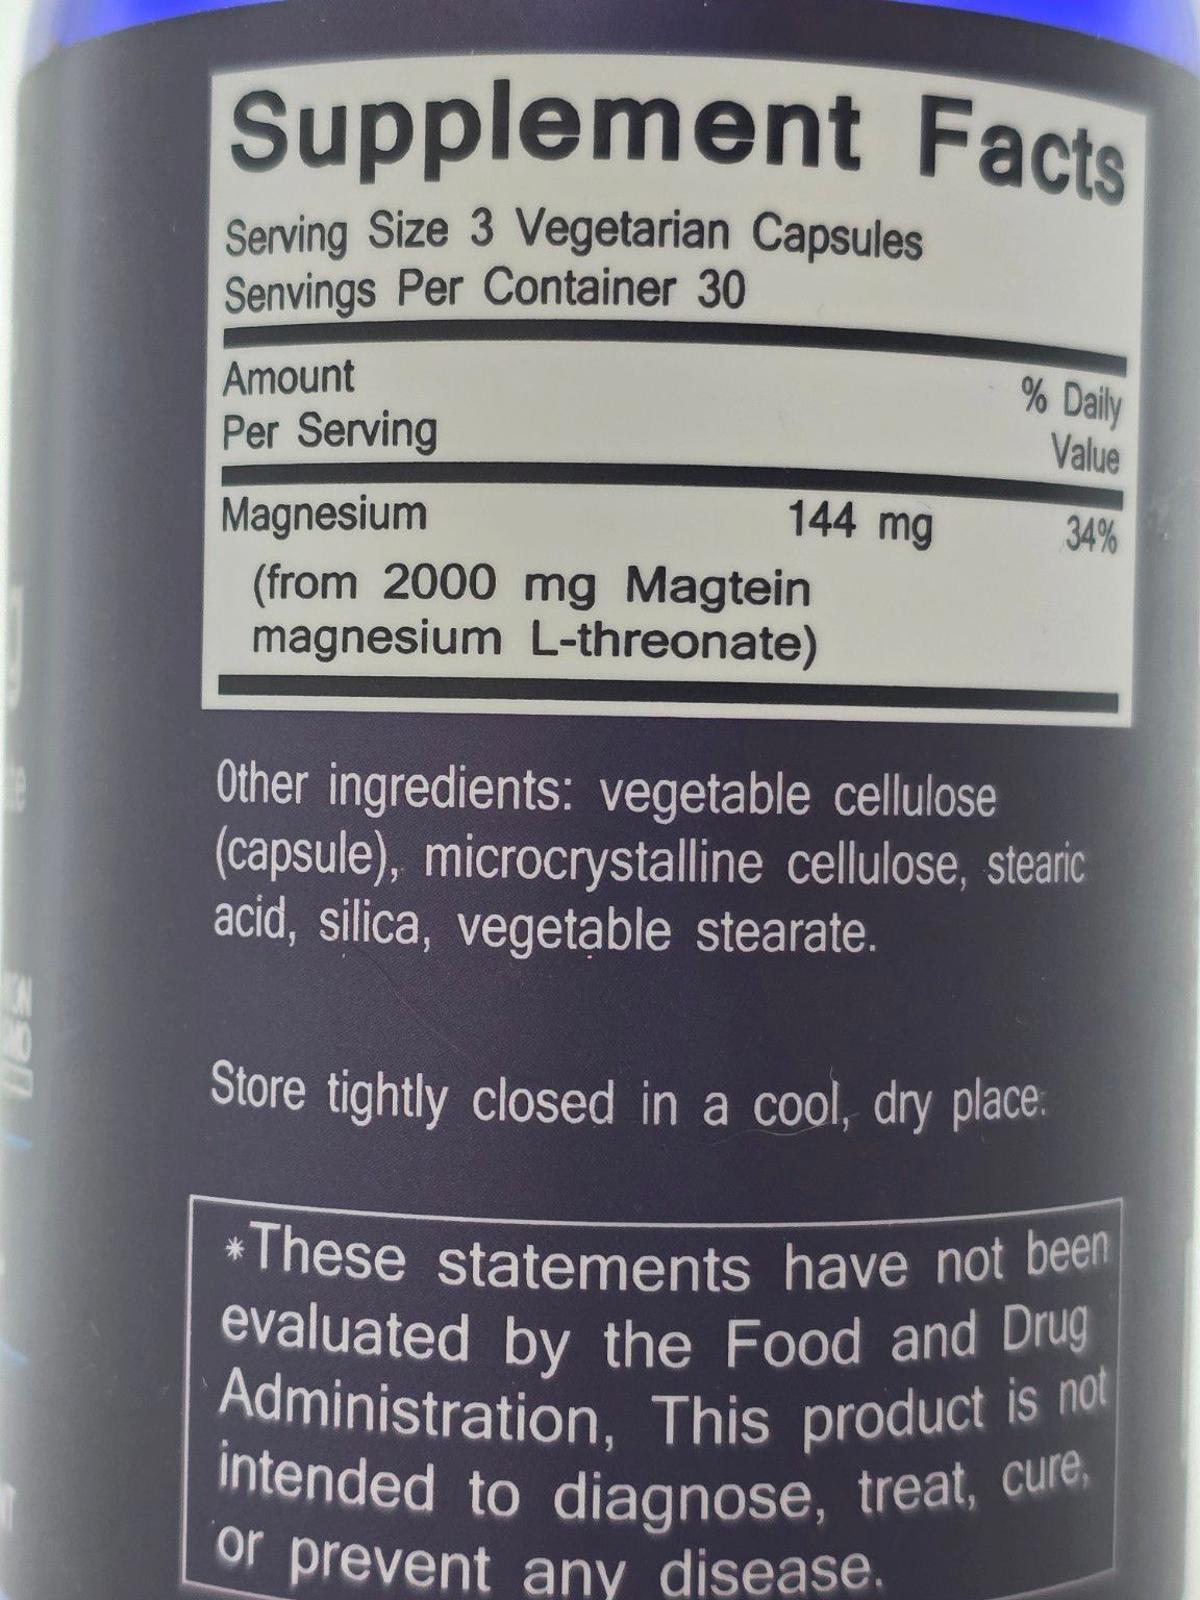 Supplement Facts
Serving Size 3 Vegetarian Capsules
Senvings Per Container 30
Amount
Per Serving
% Daily
Value
Magnesium 144 mg 34%
(from 2000 mg Magtein
magnesium L-threonate)
Other ingredients: vegetable cellulose
(capsule), microcrystalline cellulose, stearic
acid, silica, vegetable stearate.
Store tightly closed in a cool, dry place.
*These statements have not been
evaluated by the Food and Drug
Administration, This product is not
intended to diagnose, treat, cure,
or prevent any disease.